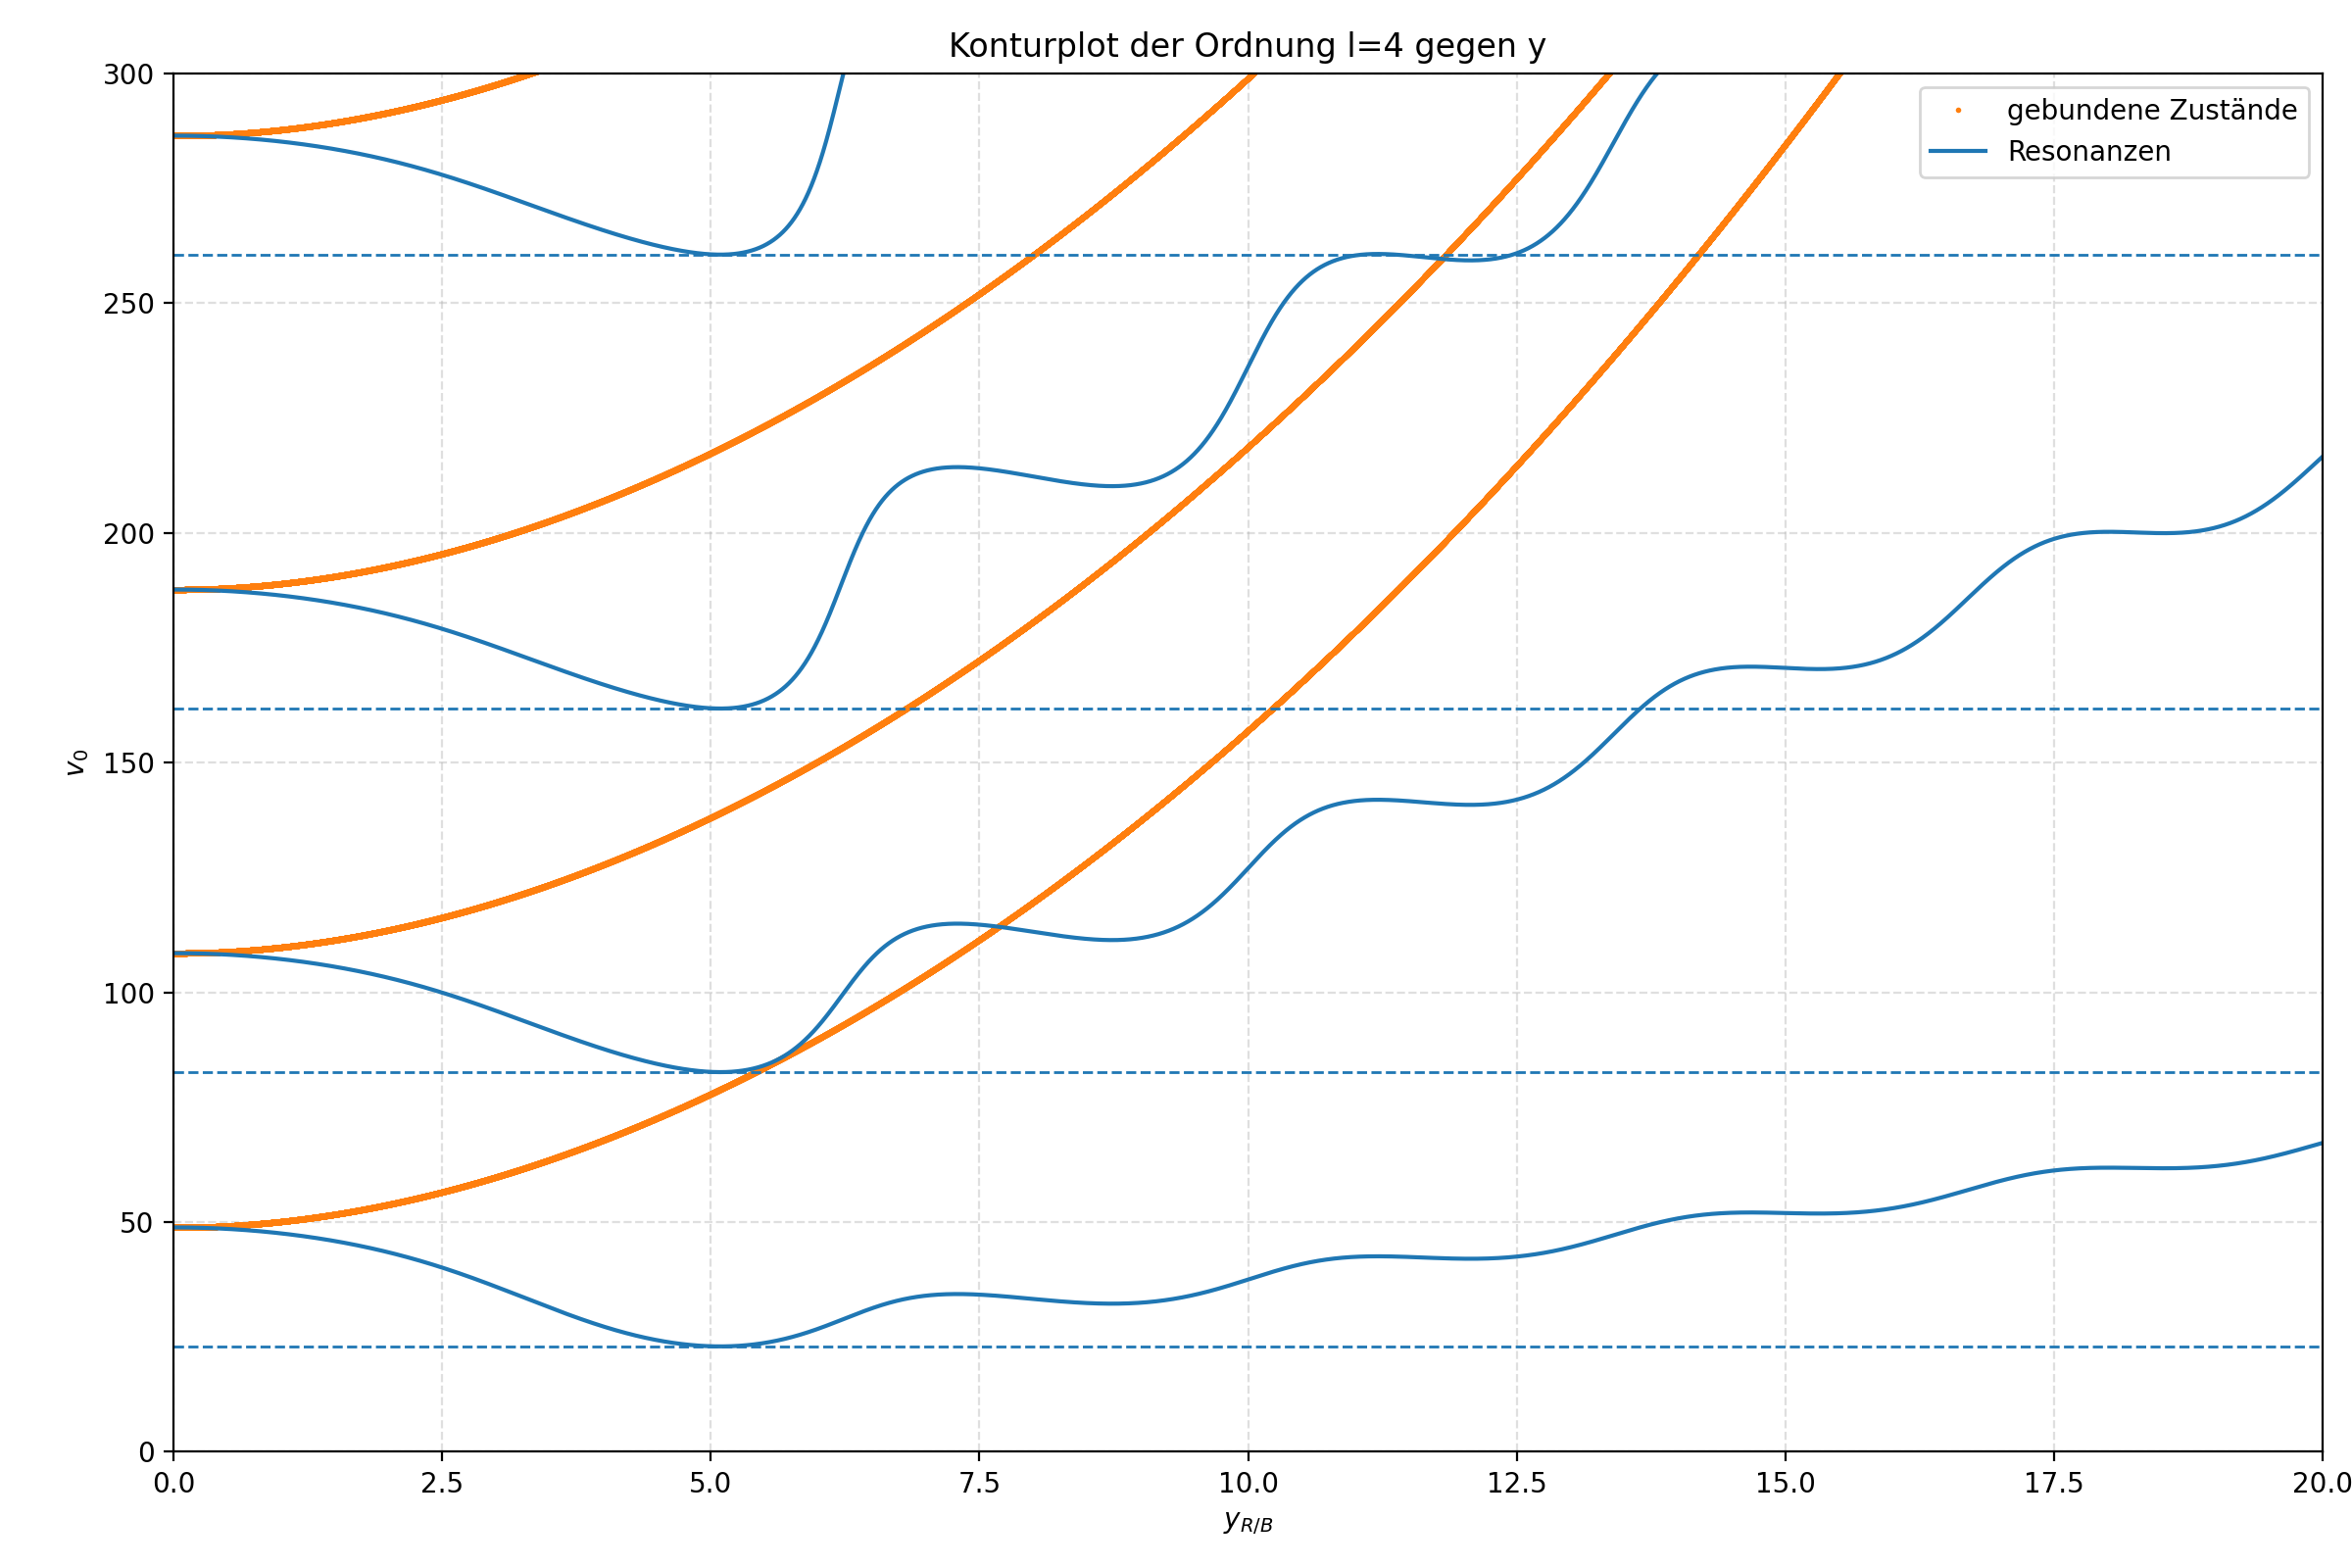 Konturplot der Ordnung l=4 gegen y
300
250
200
150
100
50
0
v₀
gebundene Zustände
Resonanzen
0.0 2.5 5.0 7.5 10.0 12.5 15.0 17.5 20.0
y_{R/B}